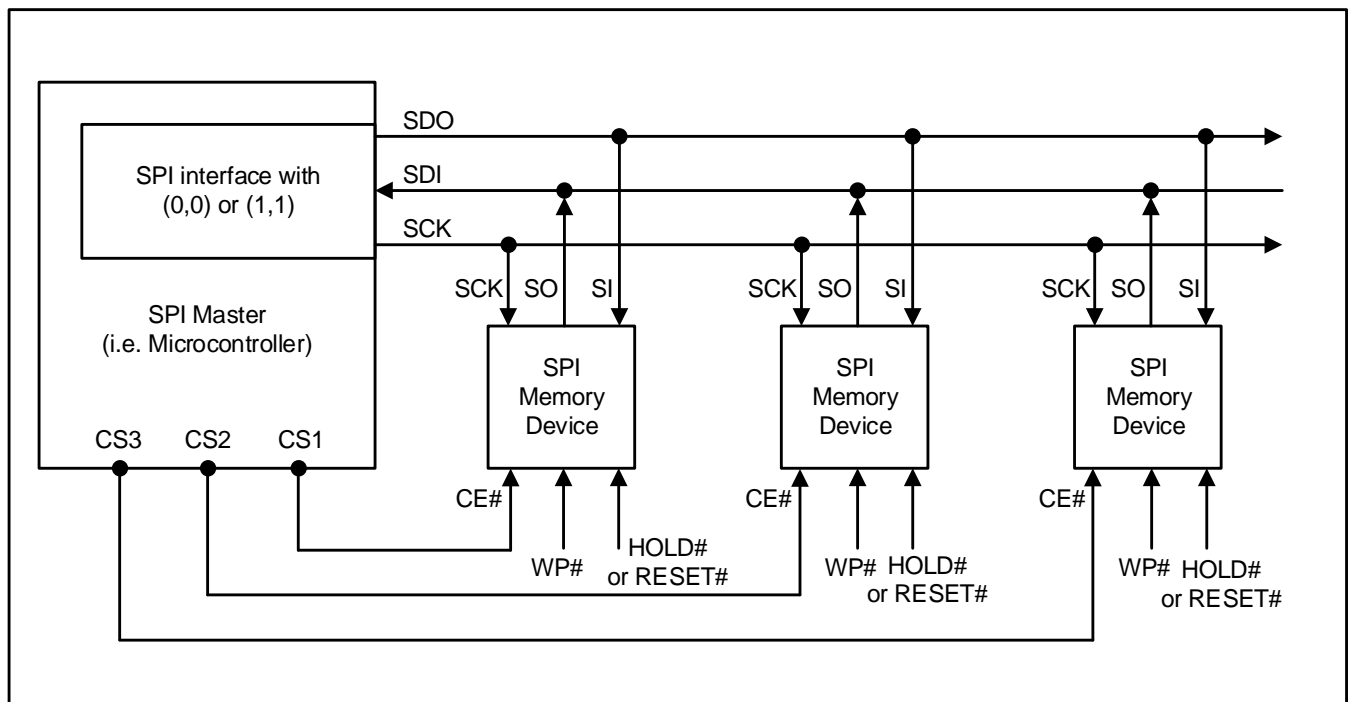 SDO
SPI interface with
(0,0) or (1,1)
SDI
SCK
SPI Master
(i.e. Microcontroller)
CS3 CS2 CS1
SCK SO SI
SPI
Memory
Device
CE#
WP#
HOLD#
or RESET#
SCK SO SI
SPI
Memory
Device
CE#
WP#
HOLD#
or RESET#
SCK SO SI
SPI
Memory
Device
CE#
WP#
HOLD#
or RESET#